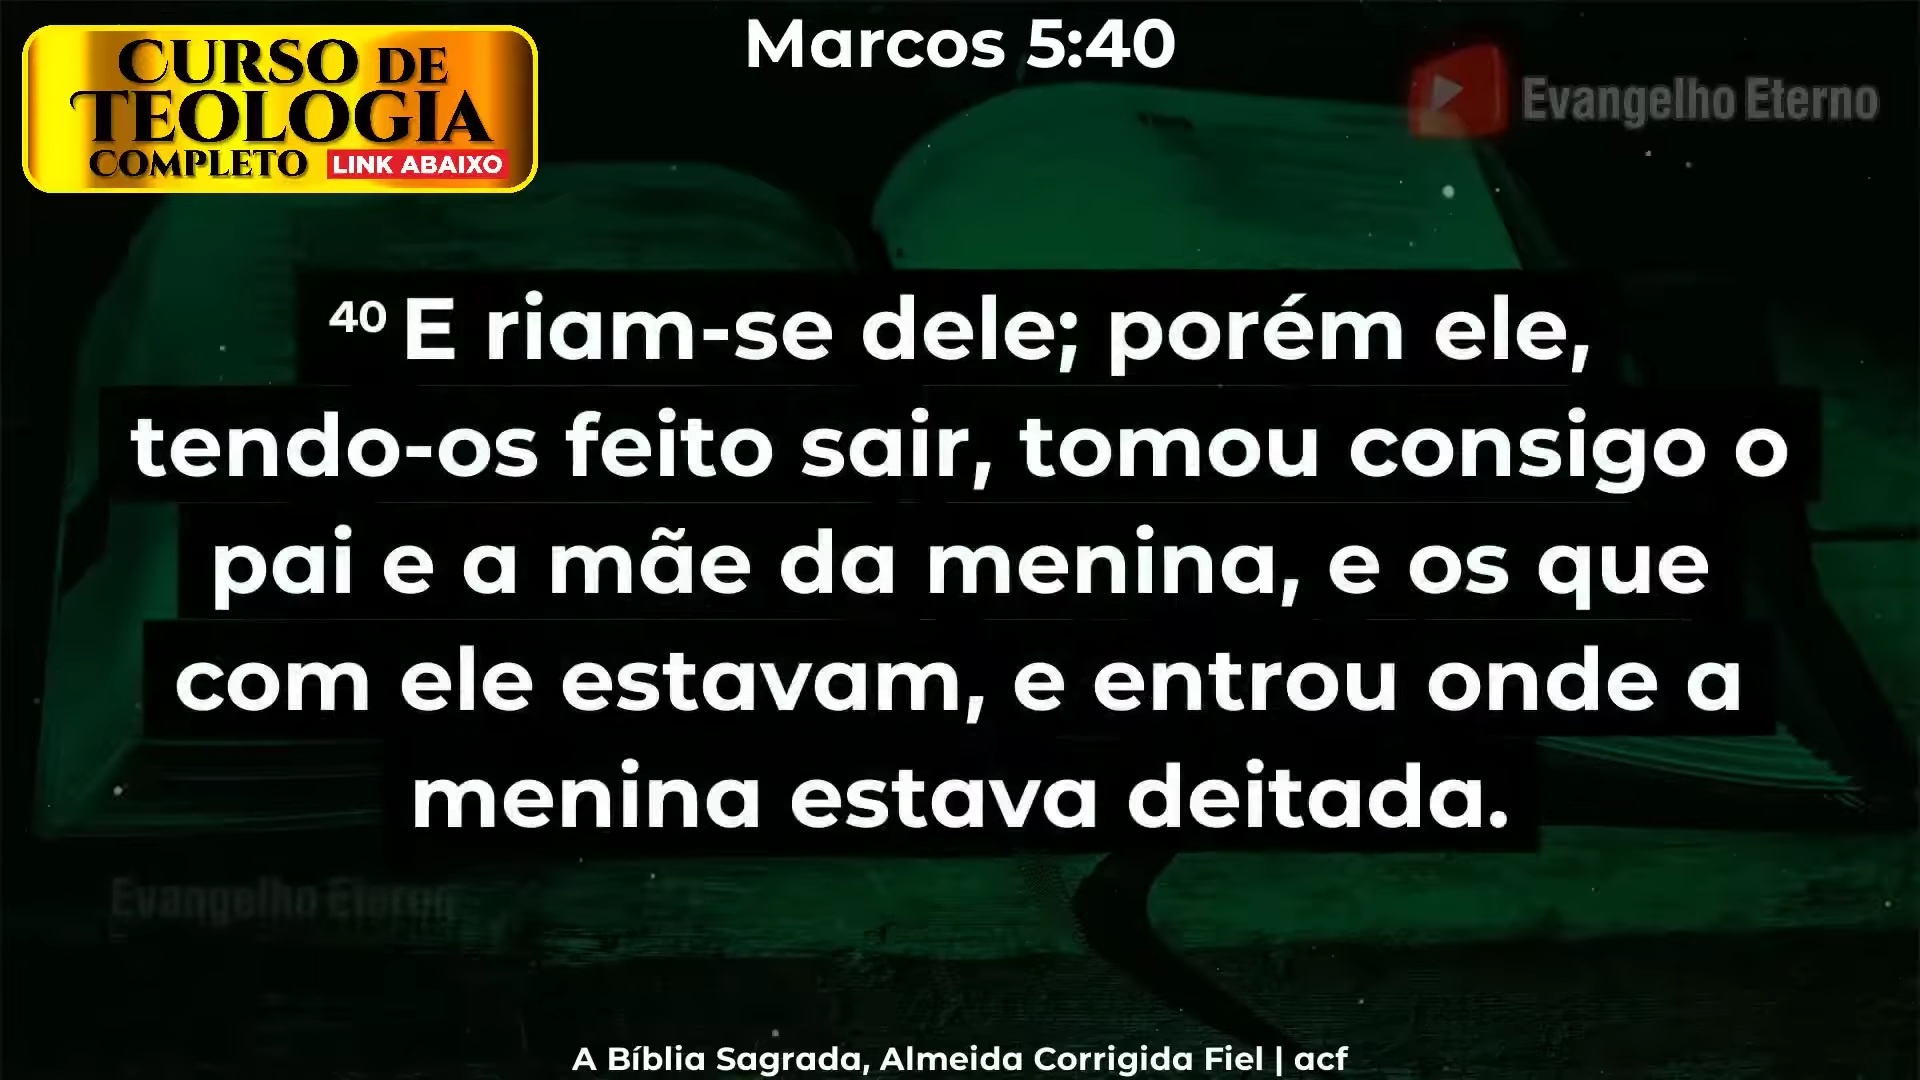 CURSO DE
TEOLOGIA
COMPLETO LINK ABAIXO
Marcos 5:40
Evangelho Eterno
40 E riam-se dele; porém ele,
tendo-os feito sair, tomou consigo o
pai e a mãe da menina, e os que
com ele estavam, e entrou onde a
menina estava deitada.
Evangelho Eterno
A Bíblia Sagrada, Almeida Corrigida Fiel | acf